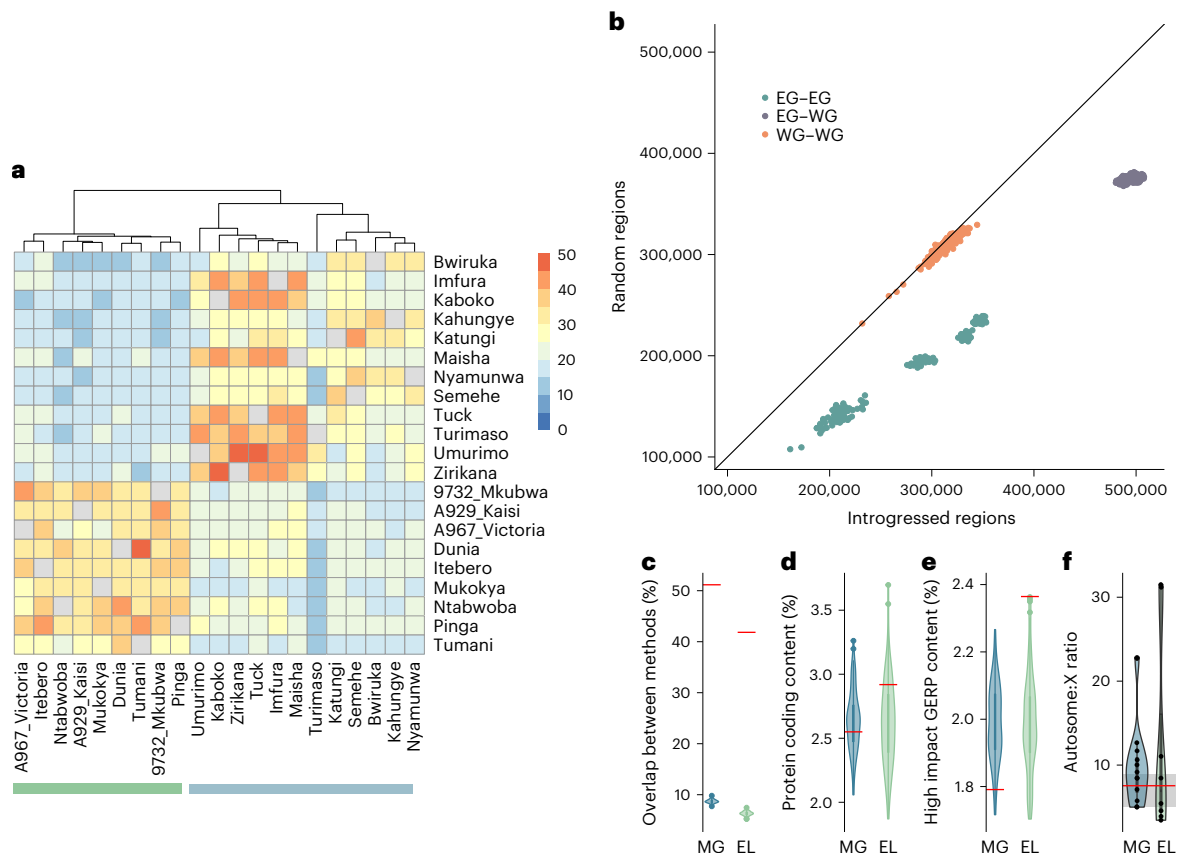 a
50
40
30
20
10
0
Bwiruka
Imfura
Kaboko
Kahungye
Katungi
Maisha
Nyamunwa
Semehe
Tuck
Turimaso
Umurimo
Zirikana
9732_Mkubwa
A929_Kaisi
A967_Victoria
Dunia
Itebero
Mukokya
Ntabwoba
Pinga
Tumani
A967_Victoria
Itebero
Ntabwoba
A929_Kaisi
Mukokya
Dunia
Tumani
9732_Mkubwa
Pinga
Umurimo
Kaboko
Zirikana
Tuck
Imfura
Maisha
Turimaso
Katungi
Semehe
Bwiruka
Kahungye
Nyamunwa
b
Random regions
500,000
400,000
300,000
200,000
100,000
EG–EG
EG–WG
WG–WG
100,000 200,000 300,000 400,000 500,000
Introgressed regions
c
Overlap between methods (%)
50
40
30
20
10
MG EL
d
Protein coding content (%)
3.5
3.0
2.5
2.0
MG EL
e
High impact GERP content (%)
2.4
2.2
2.0
1.8
MG EL
f
Autosome:X ratio
30
20
10
MG EL